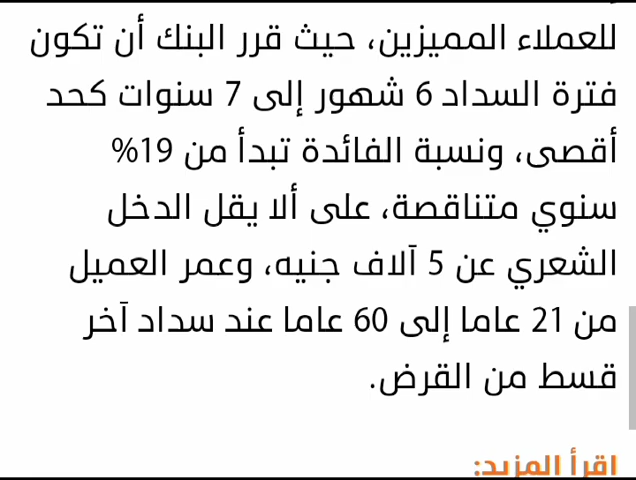 للعملاء المميزين، حيث قرر البنك أن تكون
فترة السداد 6 شهور إلى 7 سنوات كحد
أقصى، ونسبة الفائدة تبدأ من 19%
سنوي متناقصة، على ألا يقل الدخل
الشعري عن 5 آلاف جنيه، وعمر العميل
من 21 عاما إلى 60 عاما عند سداد آخر
قسط من القرض.
اقرأ المزيد: